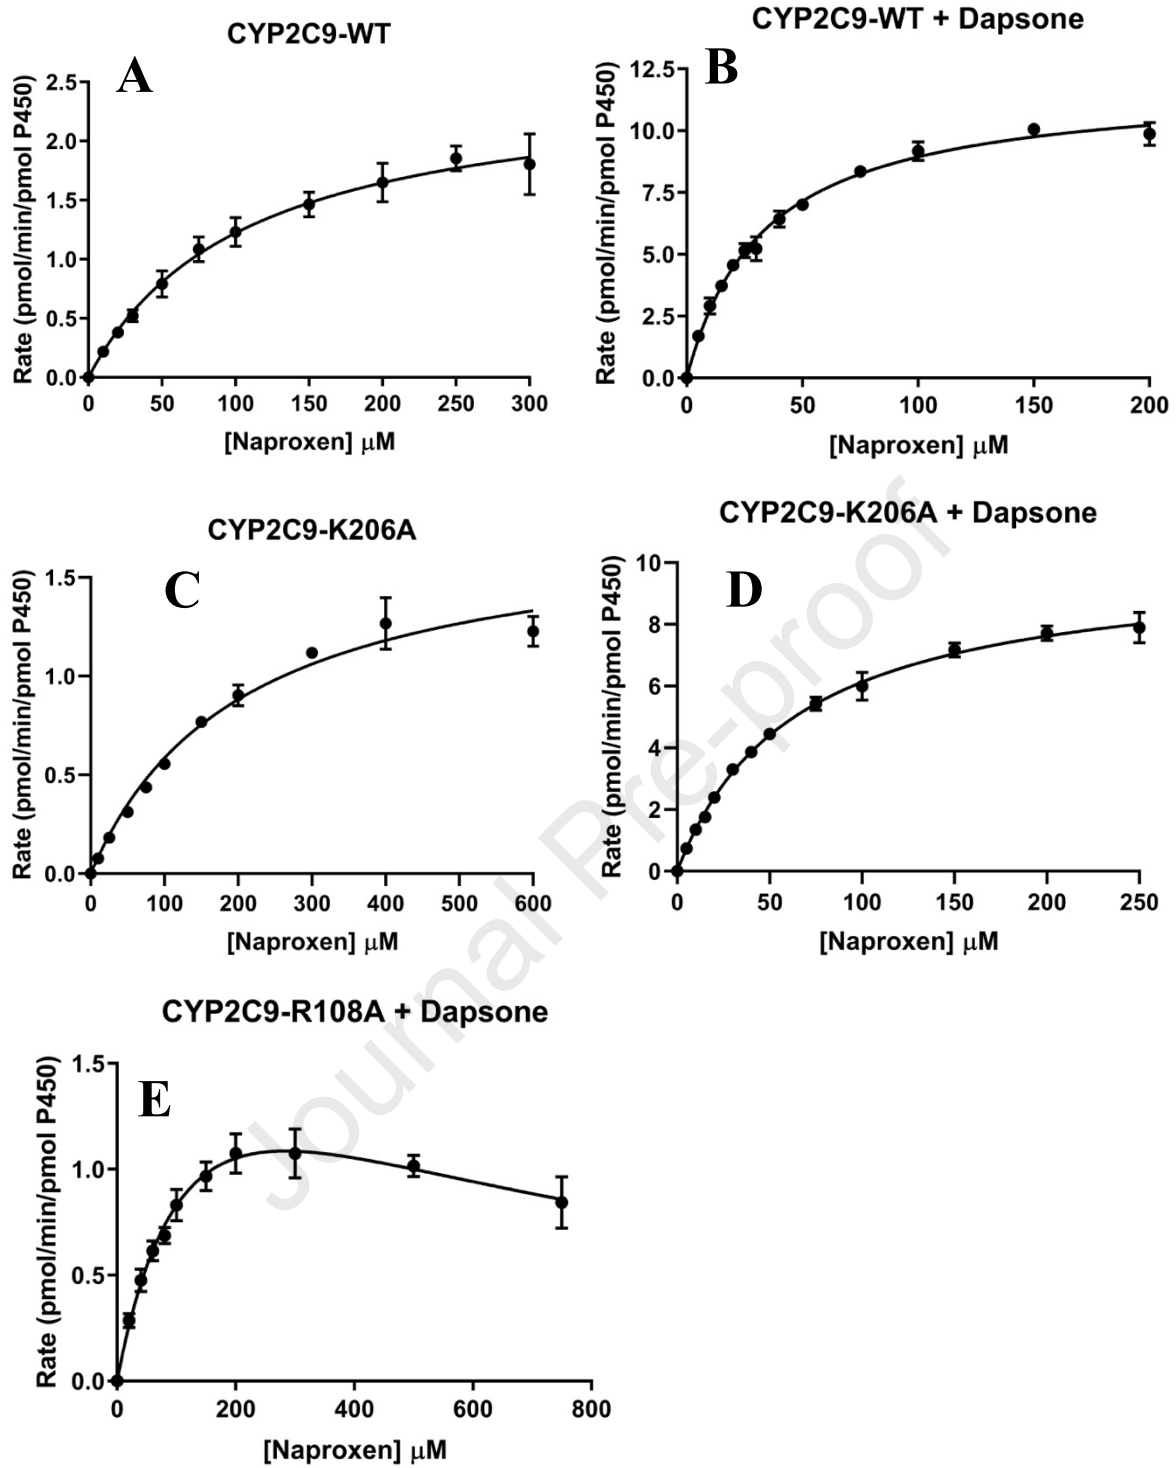 CYP2C9-WT
A
Rate (pmol/min/pmol P450)
2.5
2.0
1.5
1.0
0.5
0.0
0 50 100 150 200 250 300
[Naproxen] μM
CYP2C9-WT + Dapsone
B
Rate (pmol/min/pmol P450)
12.5
10.0
7.5
5.0
2.5
0.0
0 50 100 150 200
[Naproxen] μM
CYP2C9-K206A
C
Rate (pmol/min/pmol P450)
1.5
1.0
0.5
0.0
0 100 200 300 400 500 600
[Naproxen] μM
CYP2C9-K206A + Dapsone
D
Rate (pmol/min/pmol P450)
10
8
6
4
2
0
0 50 100 150 200 250
[Naproxen] μM
CYP2C9-R108A + Dapsone
E
Rate (pmol/min/pmol P450)
1.5
1.0
0.5
0.0
0 200 400 600 800
[Naproxen] μM
Journal Pre-proof